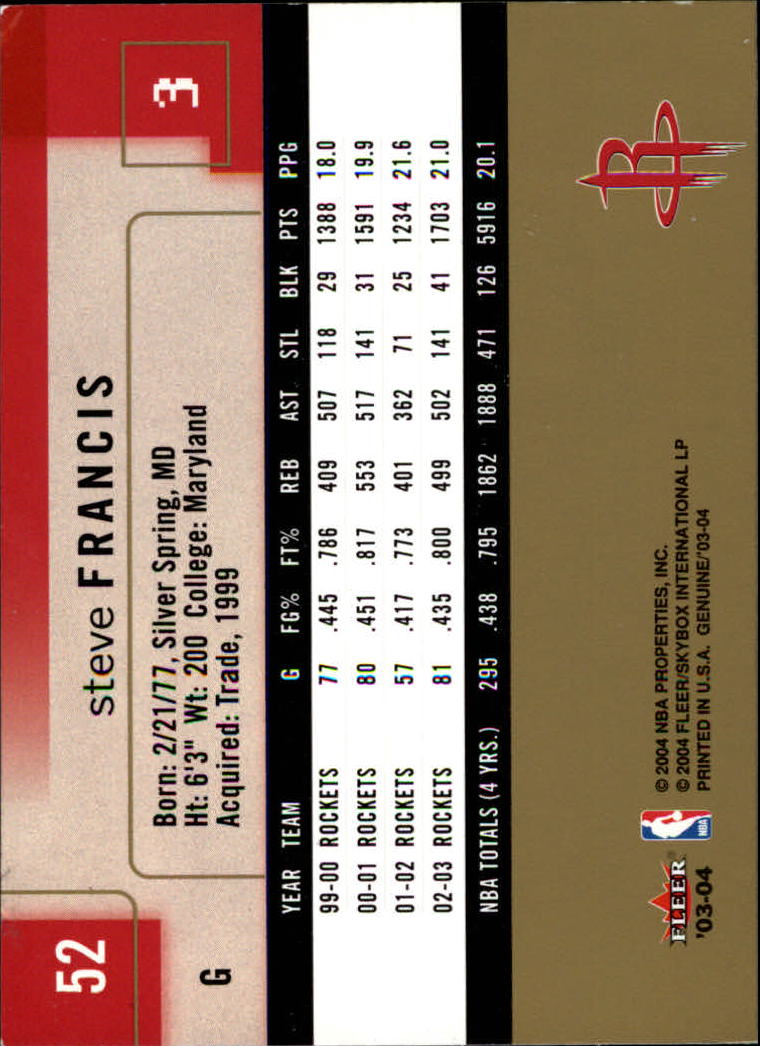 52
G
steve FRANCIS
3
Born: 2/21/77, Silver Spring, MD
Ht: 6'3" Wt: 200 College: Maryland
Acquired: Trade, 1999
YEAR TEAM G FG% FT% REB AST STL BLK PTS PPG
99-00 ROCKETS 77 .445 .786 409 507 118 29 1388 18.0
00-01 ROCKETS 80 .451 .817 553 517 141 31 1591 19.9
01-02 ROCKETS 57 .417 .773 401 362 71 25 1234 21.6
02-03 ROCKETS 81 .435 .800 499 502 141 41 1703 21.0
NBA TOTALS (4 YRS.) 295 .438 .795 1862 1888 471 126 5916 20.1
FLEER®
'03-04
NBA
© 2004 NBA PROPERTIES, INC.
© 2004 FLEER/SKYBOX INTERNATIONAL LP
PRINTED IN U.S.A. GENUINE/'03-04
R